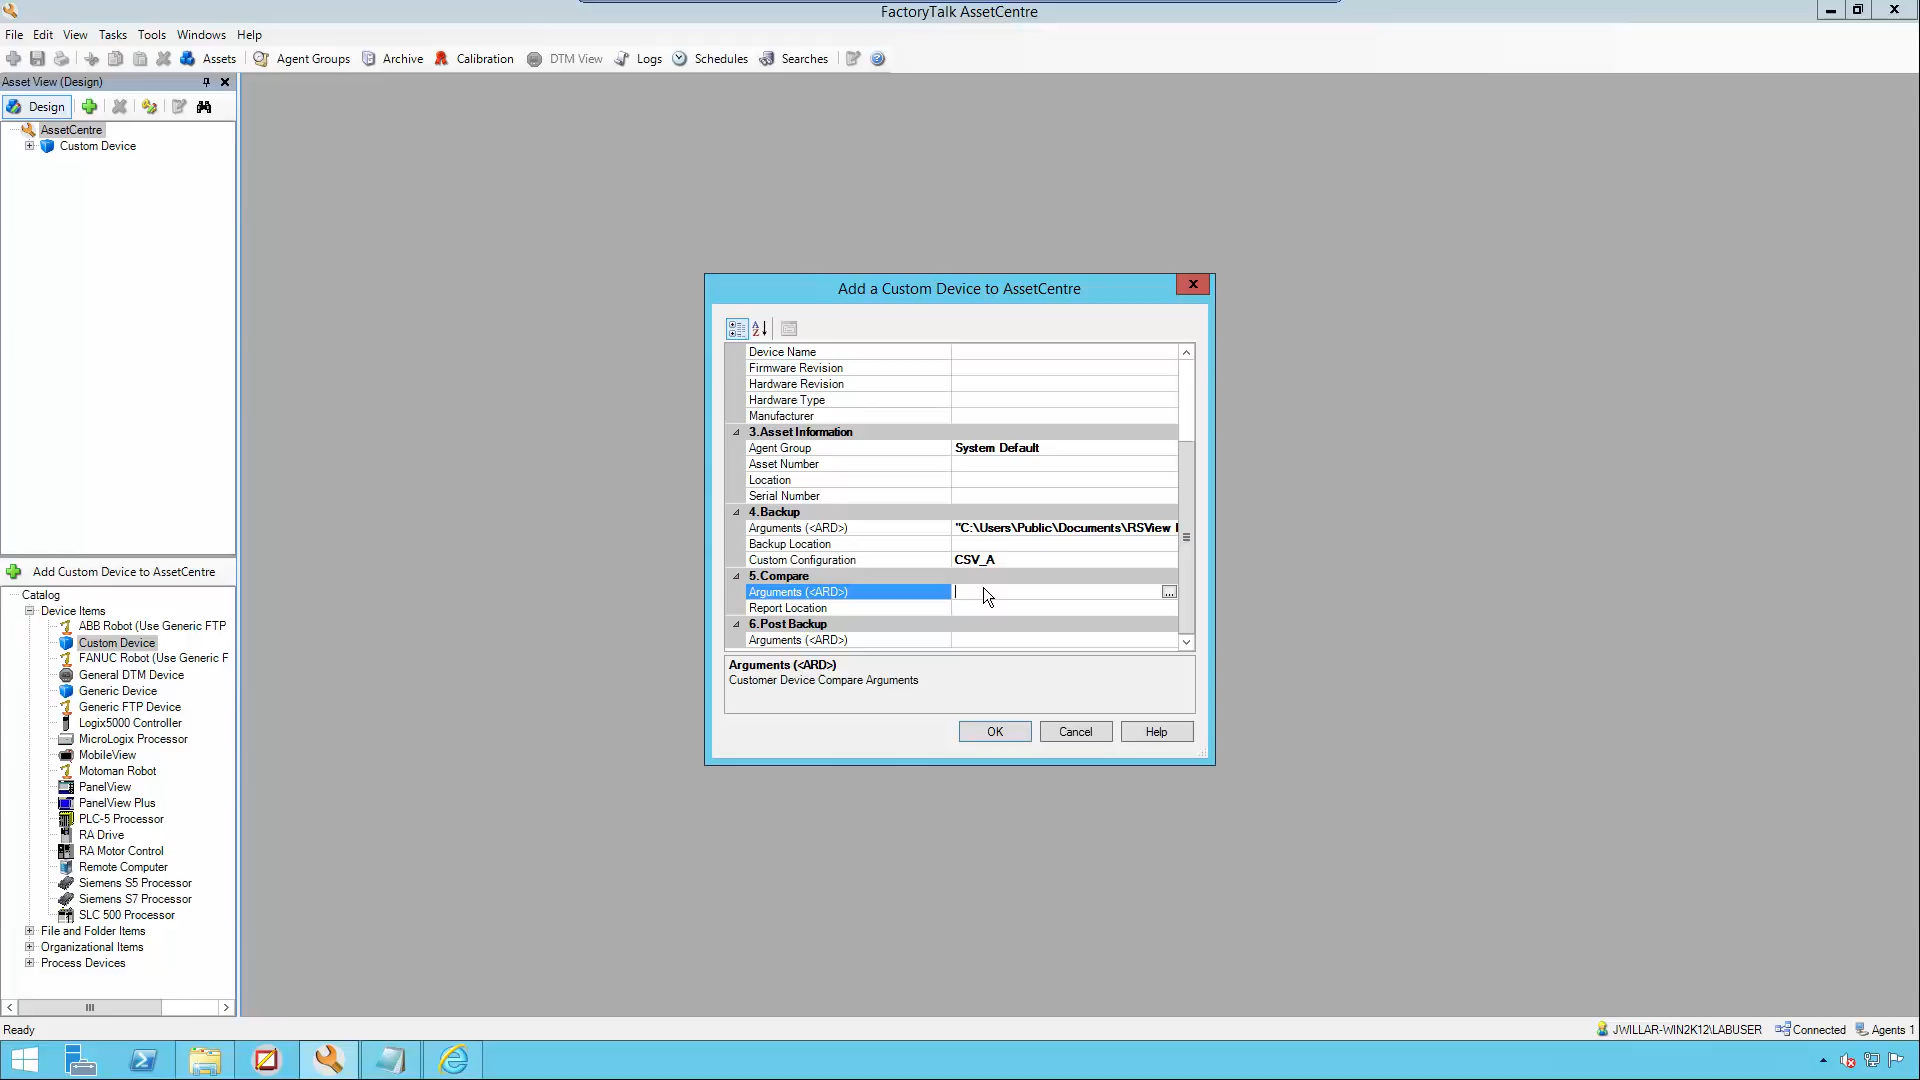 FactoryTalk AssetCentre
File Edit View Tasks Tools Windows Help
Assets Agent Groups Archive Calibration DTM View Logs Schedules Searches
Asset View (Design)
Design
AssetCentre
Custom Device
Add Custom Device to AssetCentre
Catalog
Device Items
ABB Robot (Use Generic FTP
Custom Device
FANUC Robot (Use Generic F
General DTM Device
Generic Device
Generic FTP Device
Logix5000 Controller
MicroLogix Processor
MobileView
Motoman Robot
PanelView
PanelView Plus
PLC-5 Processor
RA Drive
RA Motor Control
Remote Computer
Siemens S5 Processor
Siemens S7 Processor
SLC 500 Processor
File and Folder Items
Organizational Items
Process Devices
Add a Custom Device to AssetCentre
Device Name
Firmware Revision
Hardware Revision
Hardware Type
Manufacturer
3.Asset Information
Agent Group System Default
Asset Number
Location
Serial Number
4.Backup
Arguments (<ARD>) "C:\Users\Public\Documents\RSView
Backup Location
Custom Configuration CSV_A
5.Compare
Arguments (<ARD>) ...
Report Location
6.Post Backup
Arguments (<ARD>)
Arguments (<ARD>)
Customer Device Compare Arguments
OK Cancel Help
Ready JWILLAR-WIN2K12\LABUSER Connected Agents 1